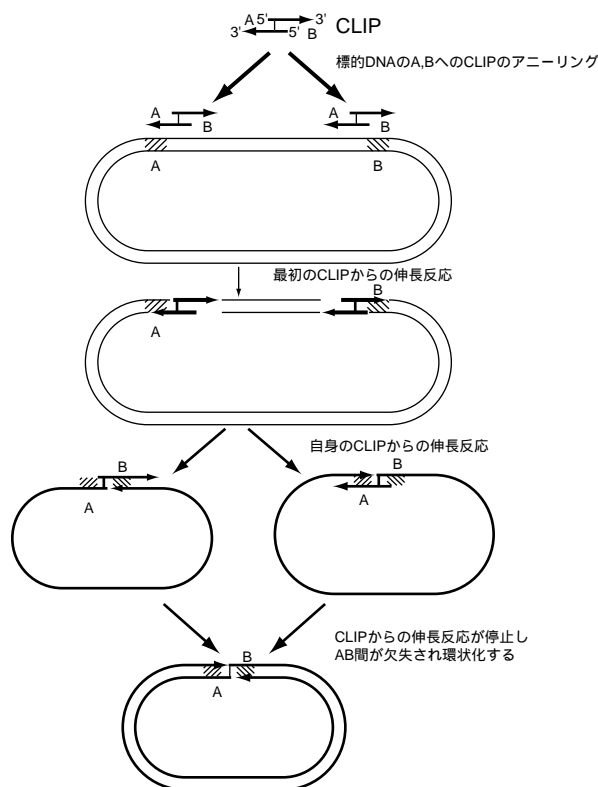 A 5' 3' CLIP
3' 5' B
標的DNAのA,BへのCLIPのアニーリング
A A
B B
A B
最初のCLIPからの伸長反応
B
A
自身のCLIPからの伸長反応
B B
A A
CLIPからの伸長反応が停止し
AB間が欠失され環状化する
B
A